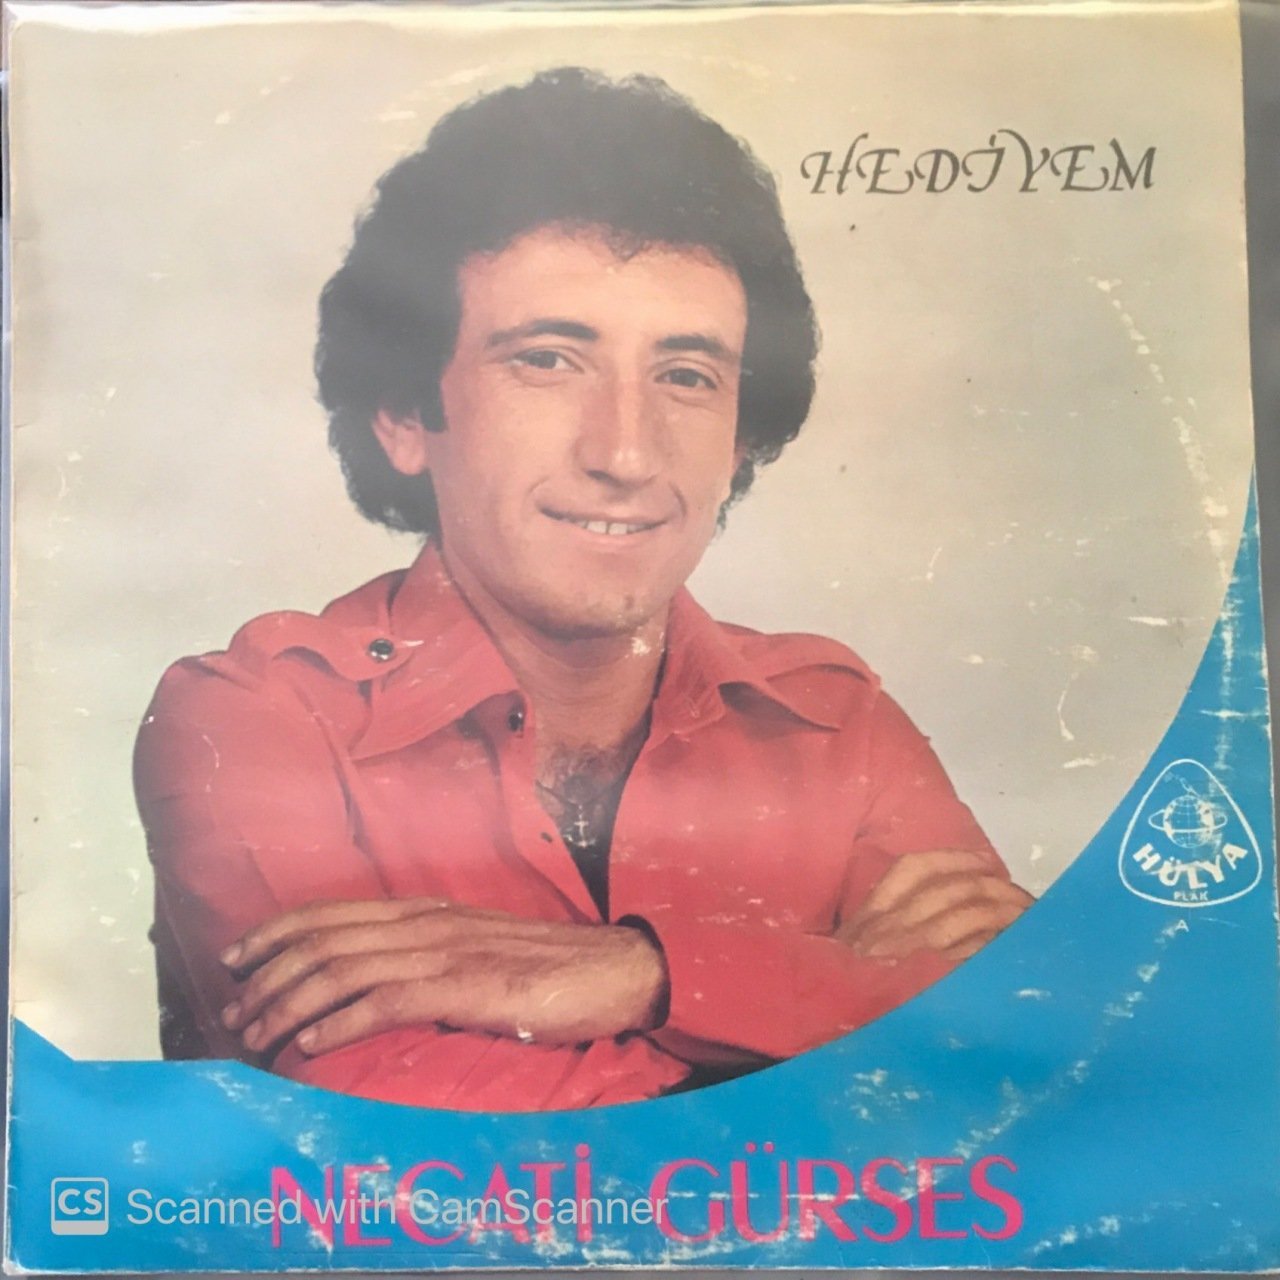 HEDİYEM
HÜLYA
PLAK
A
NECATİ GÜRSES
CS Scanned with CamScanner